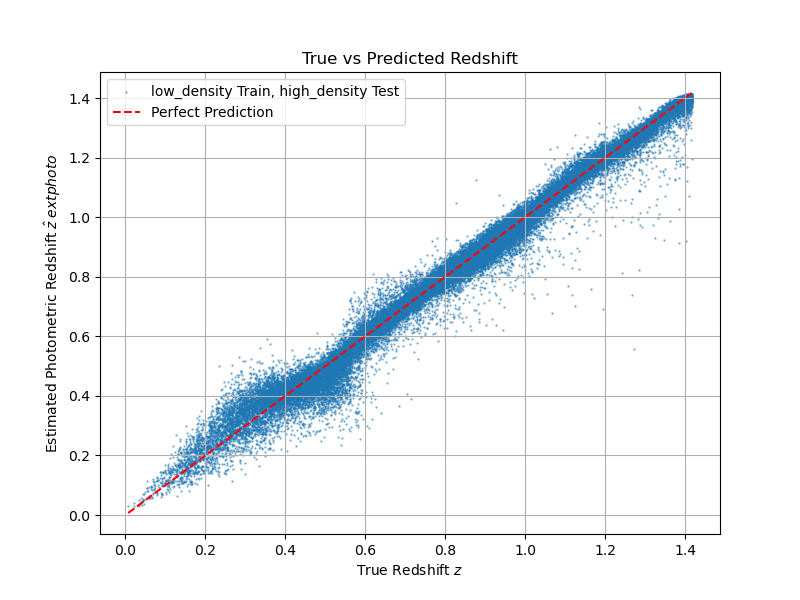 True vs Predicted Redshift
low_density Train, high_density Test
Perfect Prediction
Estimated Photometric Redshift ẑ extphoto
1.4
1.2
1.0
0.8
0.6
0.4
0.2
0.0
0.0 0.2 0.4 0.6 0.8 1.0 1.2 1.4
True Redshift z